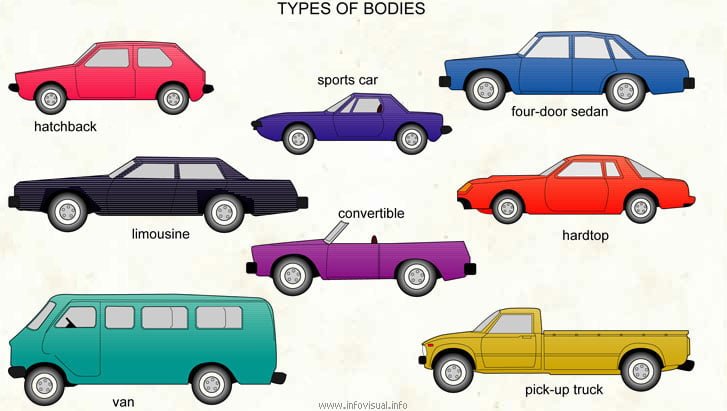 TYPES OF BODIES
sports car
hatchback
four-door sedan
convertible
limousine
hardtop
van
pick-up truck
www.infovisual.info